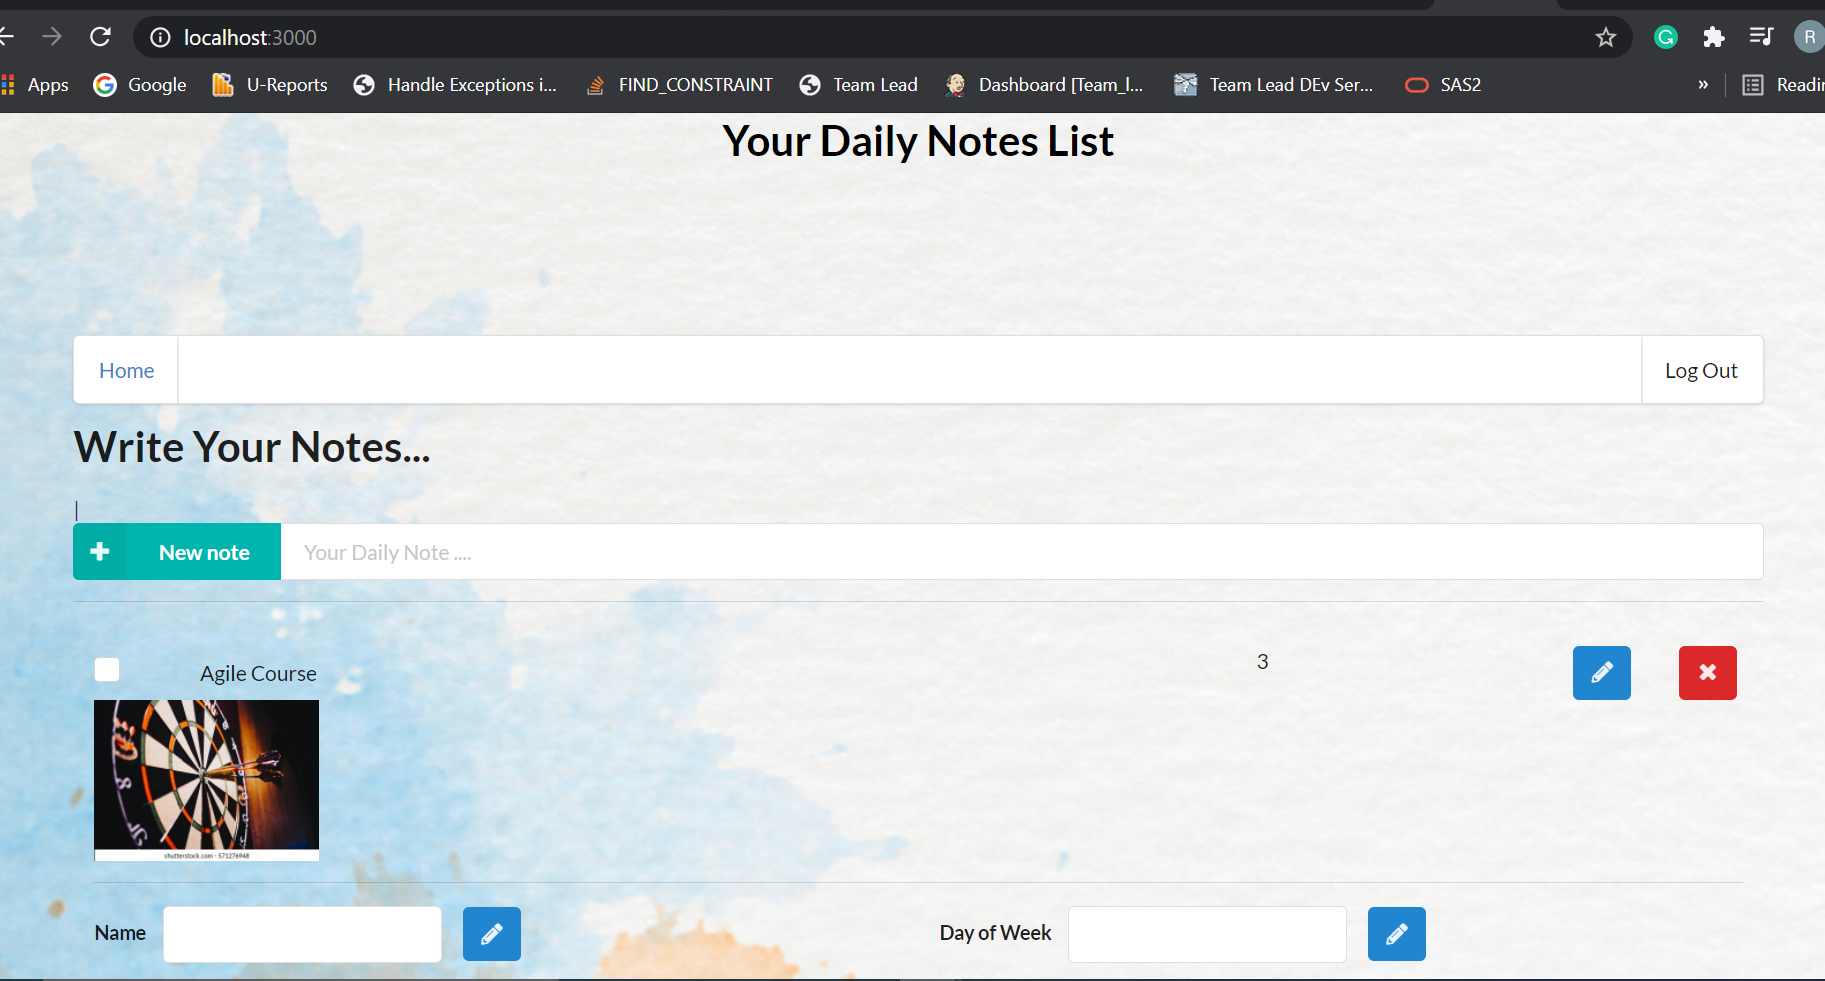 localhost:3000
R
Apps Google U-Reports Handle Exceptions i... FIND_CONSTRAINT Team Lead Dashboard [Team_l... Team Lead DEv Ser... SAS2 » Readin
Your Daily Notes List
Home Log Out
Write Your Notes...
New note Your Daily Note ....
Agile Course 3
shutterstock.com · 571276948
Name Day of Week